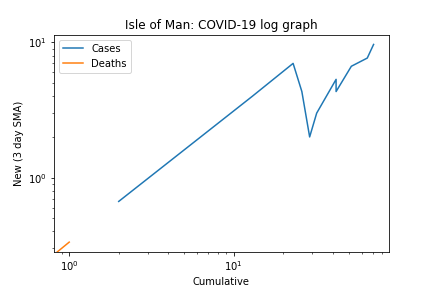 Isle of Man: COVID-19 log graph
Cases
Deaths
New (3 day SMA)
10¹
10⁰
10⁰
10¹
Cumulative